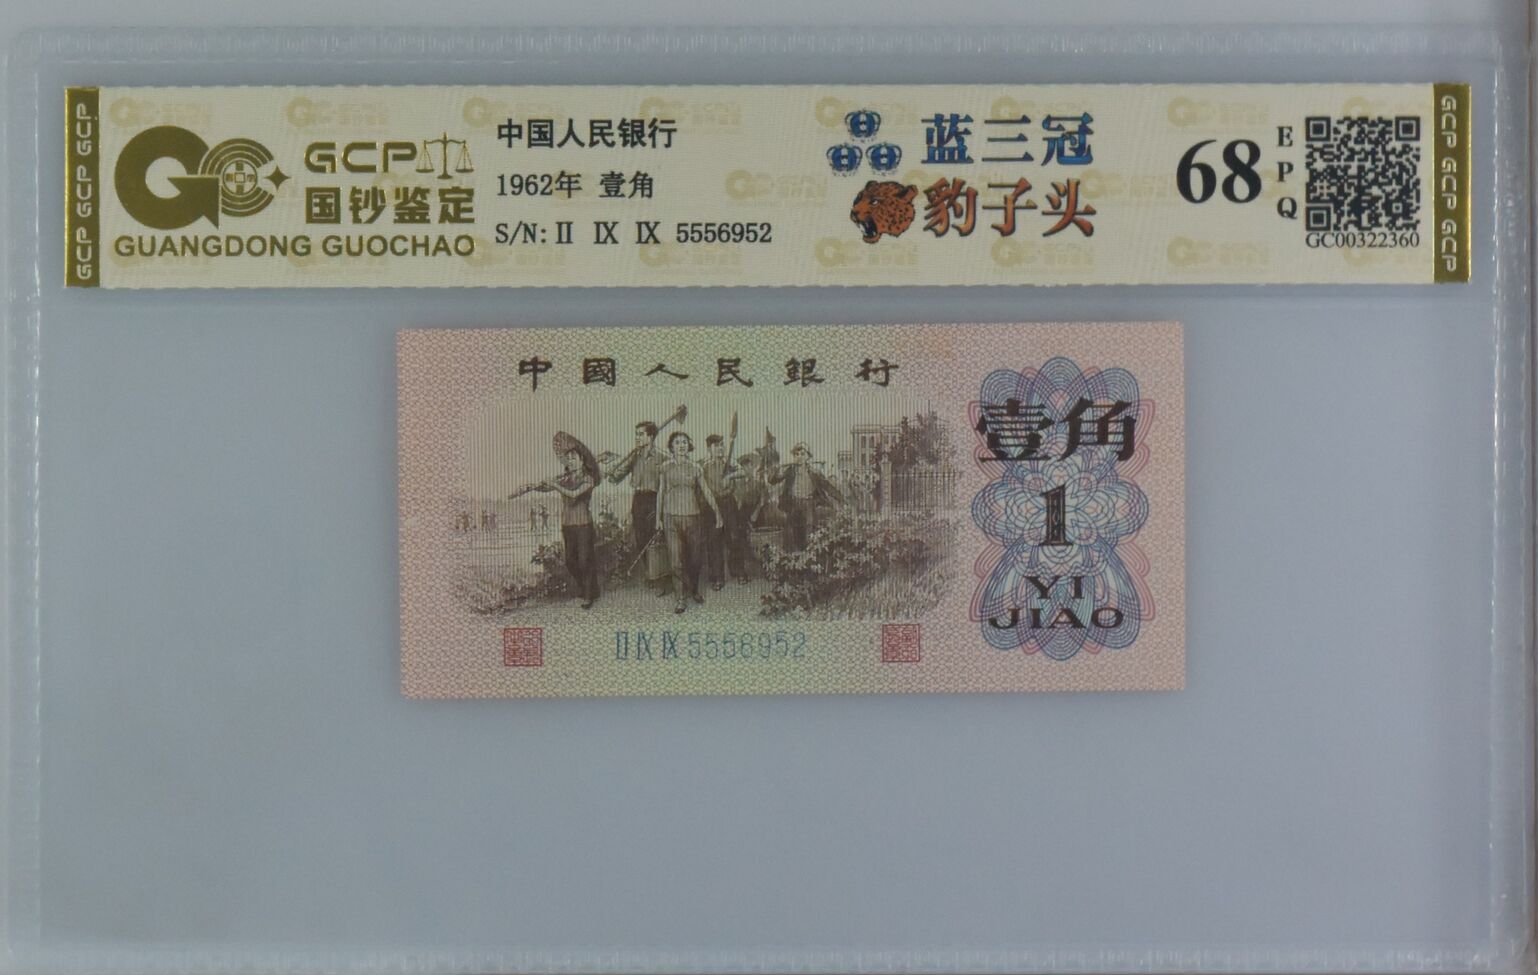 GCP GCP GCP
GCP
国钞鉴定
GUANGDONG GUOCHAO
中国人民银行
1962年 壹角
S/N: II IX IX 5556952
蓝三冠
豹子头
68
EPQ
GC00322360
GCP GCP GCP
中國人民銀行
壹角
1
YI
JIAO
II IX IX 5556952